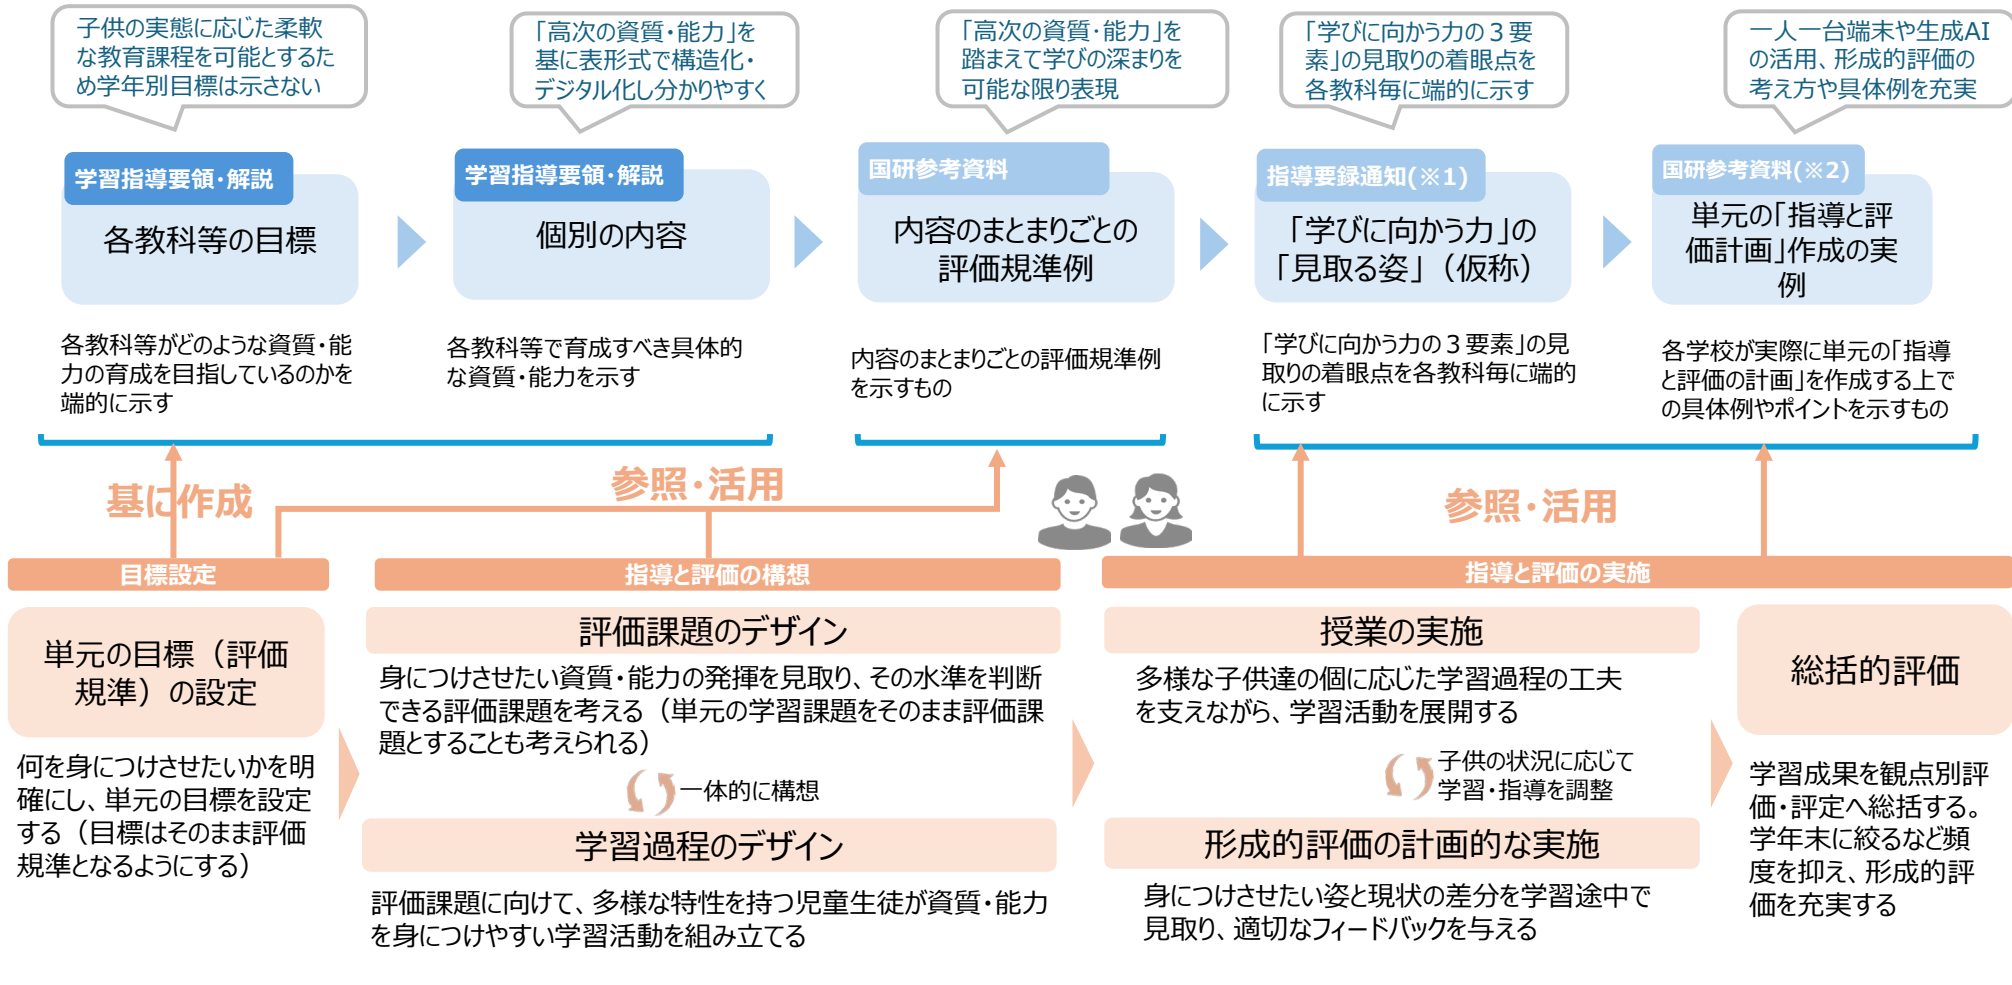 子供の実態に応じた柔軟
な教育課程を可能とするた
め学年別目標は示さない
「高次の資質・能力」を
基に表形式で構造化・
デジタル化し分かりやすく
「高次の資質・能力」を
踏まえて学びの深まりを
可能な限り表現
「学びに向かう力の3要
素」の見取りの着眼点を
各教科毎に端的に示す
一人一台端末や生成AI
の活用、形成的評価の
考え方や具体例を充実
学習指導要領・解説
各教科等の目標
学習指導要領・解説
個別の内容
国研参考資料
内容のまとまりごとの
評価規準例
指導要録通知(※1)
「学びに向かう力」の
「見取る姿」（仮称）
国研参考資料(※2)
単元の「指導と評
価計画」作成の実
例
各教科等がどのような資質・能
力の育成を目指しているのかを
端的に示す
各教科等で育成すべき具体的
な資質・能力を示す
内容のまとまりごとの評価規準例
を示すもの
「学びに向かう力の3要素」の見
取りの着眼点を各教科毎に端的
に示す
各学校が実際に単元の「指導
と評価の計画」を作成する上で
の具体例やポイントを示すもの
基に作成
参照・活用
参照・活用
目標設定
指導と評価の構想
指導と評価の実施
単元の目標（評価
規準）の設定
何を身につけさせたいかを明
確にし、単元の目標を設定
する（目標はそのまま評価
規準となるようにする）
評価課題のデザイン
身につけさせたい資質・能力の発揮を見取り、その水準を判断
できる評価課題を考える（単元の学習課題をそのまま評価課
題とすることも考えられる）
一体的に構想
学習過程のデザイン
評価課題に向けて、多様な特性を持つ児童生徒が資質・能力
を身につけやすい学習活動を組み立てる
授業の実施
多様な子供達の個に応じた学習過程の工夫
を支えながら、学習活動を展開する
子供の状況に応じて
学習・指導を調整
形成的評価の計画的な実施
身につけさせたい姿と現状の差分を学習途中で
見取り、適切なフィードバックを与える
総括的評価
学習成果を観点別評
価・評定へ総括する。
学年末に絞るなど頻
度を抑え、形成的評
価を充実する